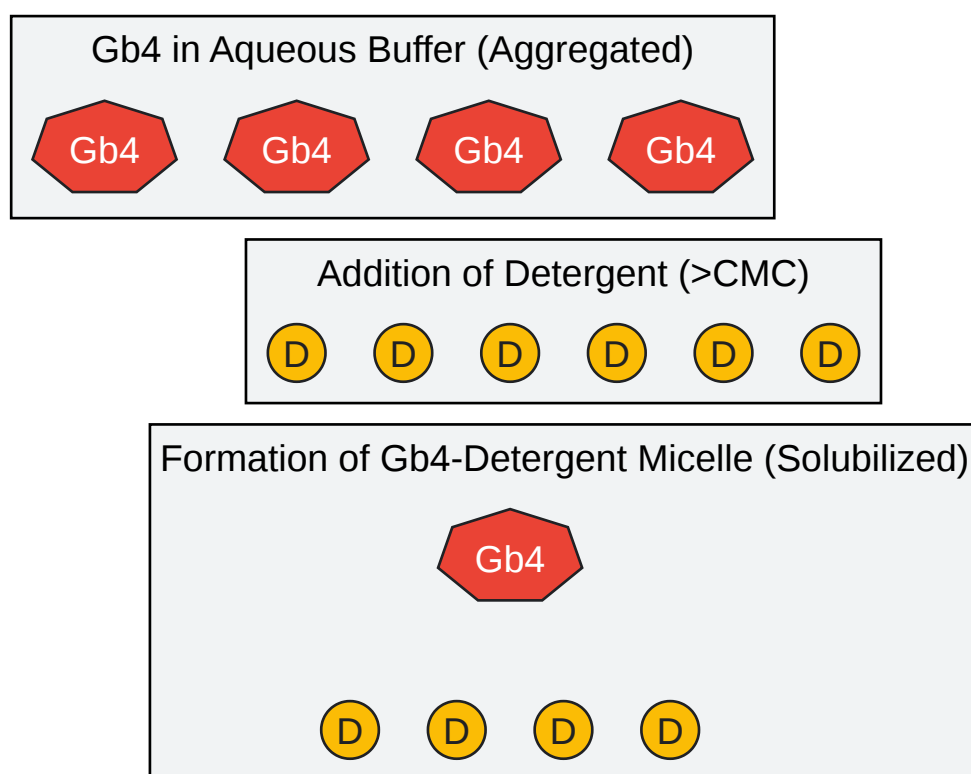 Gb4 in Aqueous Buffer (Aggregated)
Gb4 Gb4 Gb4 Gb4
Addition of Detergent (>CMC)
D D D D D D
Formation of Gb4-Detergent Micelle (Solubilized)
Gb4
D D D D